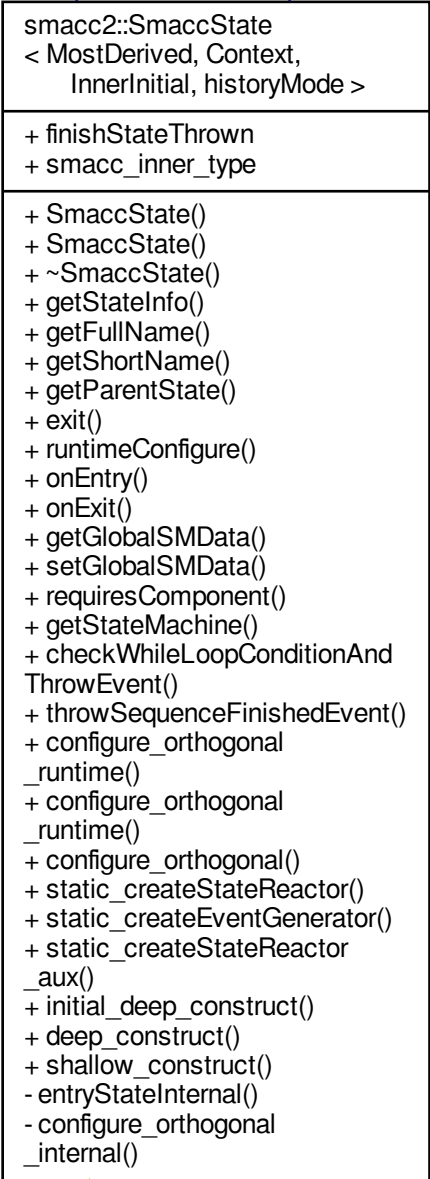 smacc2::SmaccState
< MostDerived, Context,
InnerInitial, historyMode >
+ finishStateThrown
+ smacc_inner_type
+ SmaccState()
+ SmaccState()
+ ~SmaccState()
+ getStateInfo()
+ getFullName()
+ getShortName()
+ getParentState()
+ exit()
+ runtimeConfigure()
+ onEntry()
+ onExit()
+ getGlobalSMData()
+ setGlobalSMData()
+ requiresComponent()
+ getStateMachine()
+ checkWhileLoopConditionAnd
ThrowEvent()
+ throwSequenceFinishedEvent()
+ configure_orthogonal
_runtime()
+ configure_orthogonal
_runtime()
+ configure_orthogonal()
+ static_createStateReactor()
+ static_createEventGenerator()
+ static_createStateReactor
_aux()
+ initial_deep_construct()
+ deep_construct()
+ shallow_construct()
- entryStateInternal()
- configure_orthogonal
_internal()